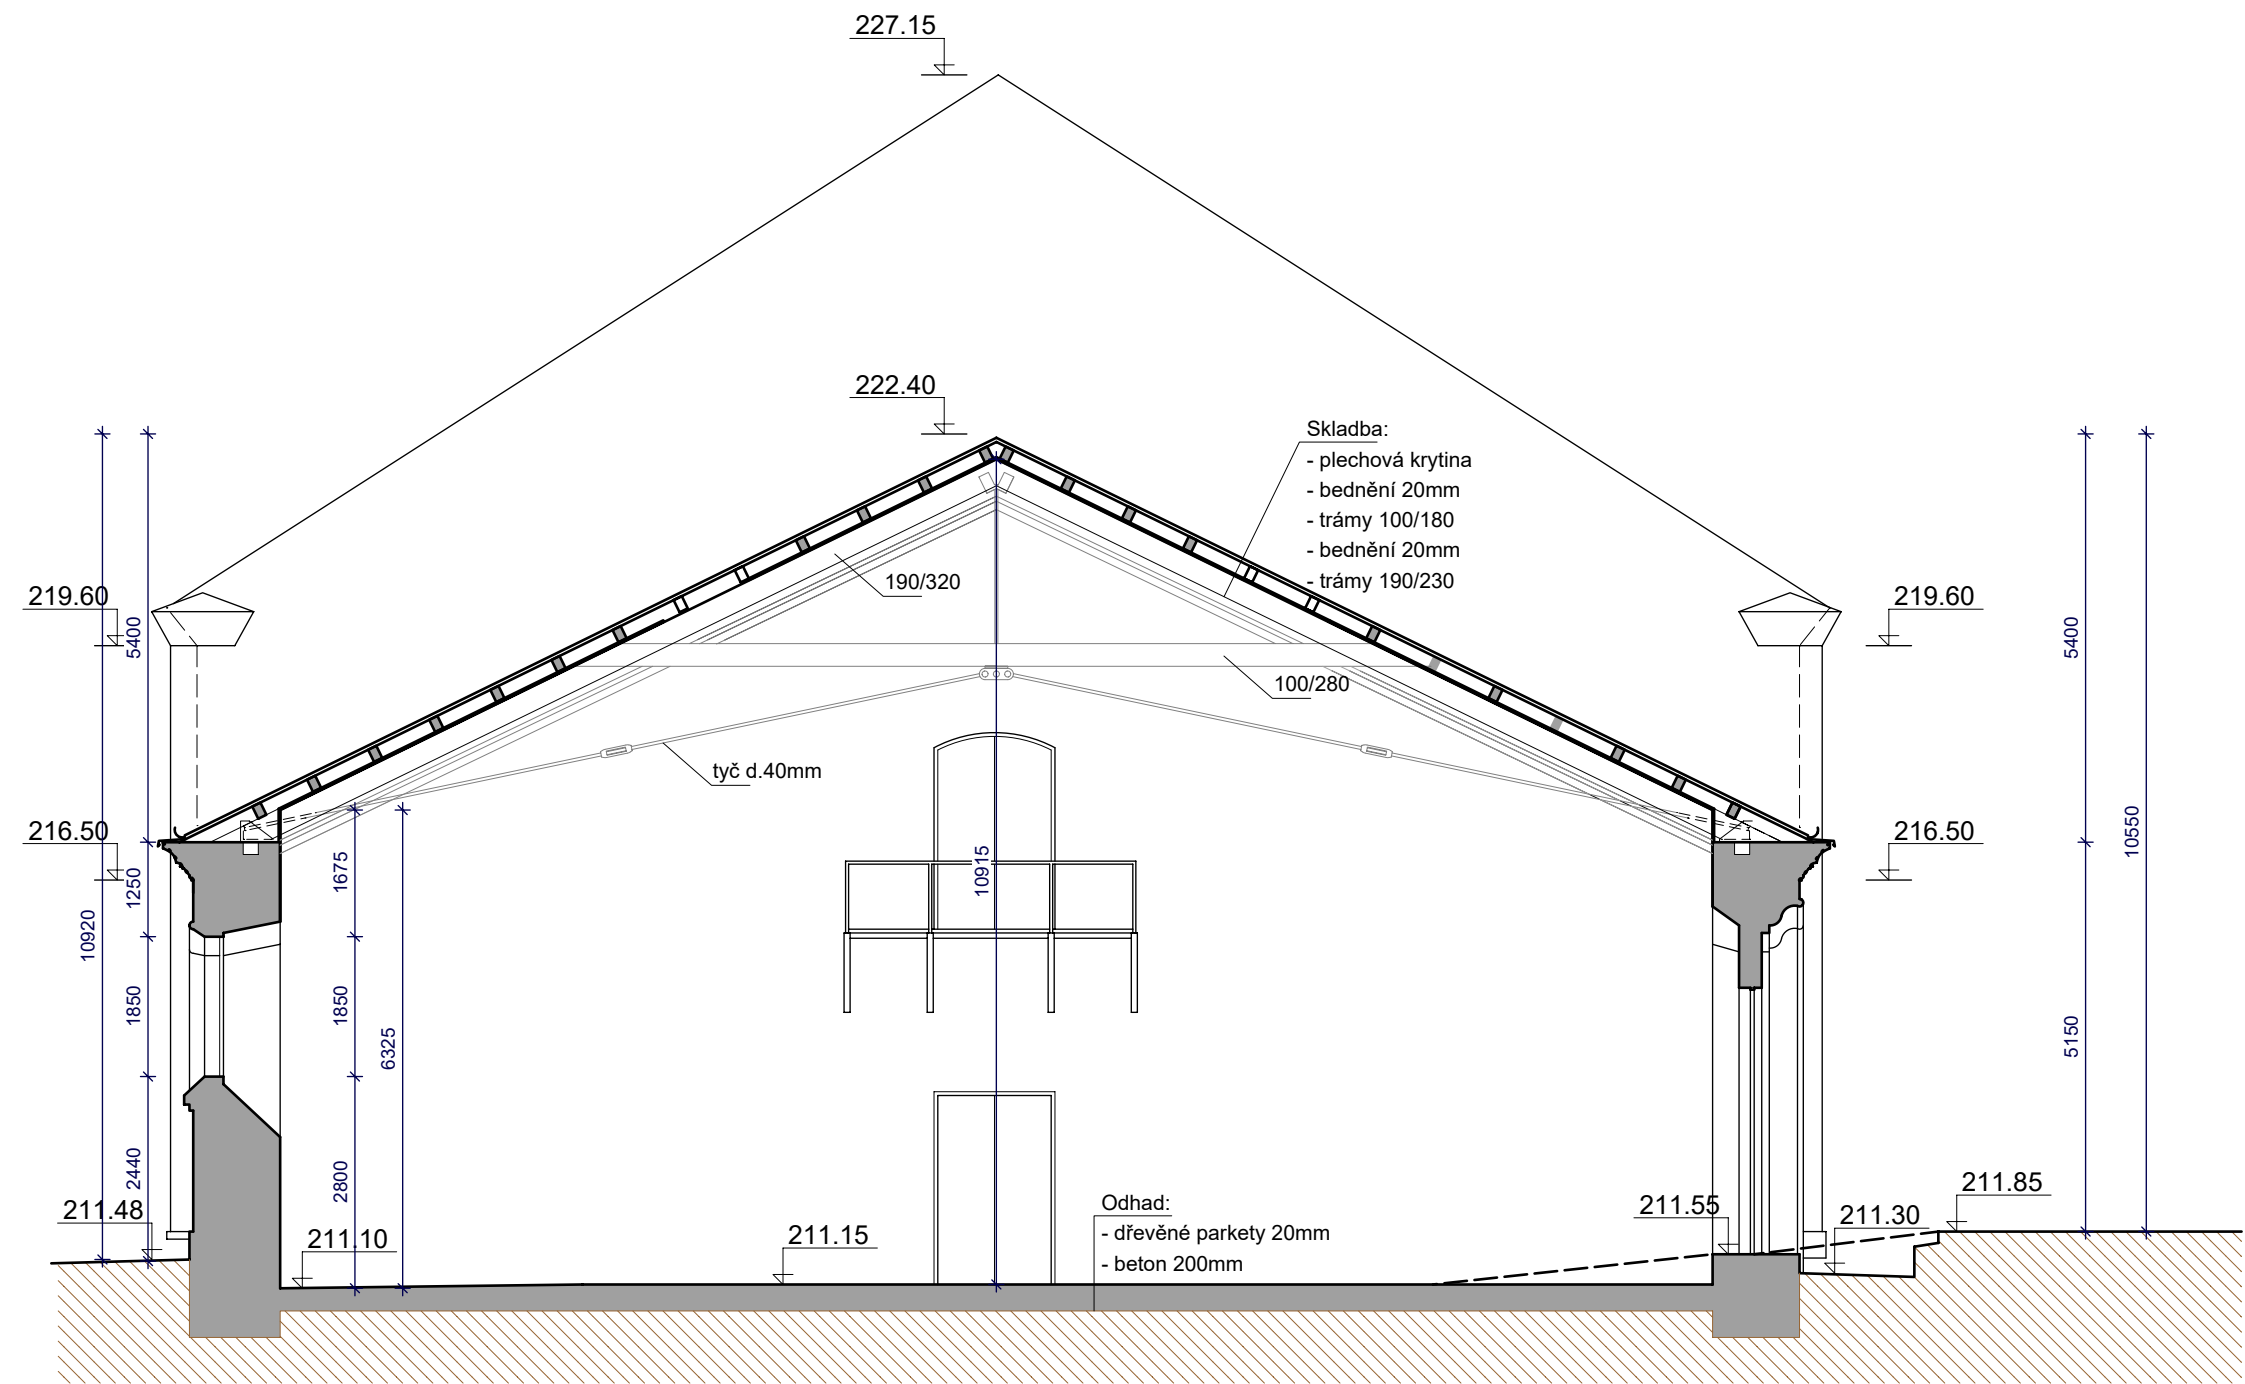 227.15
222.40
Skladba:
- plechová krytina
- bednění 20mm
- trámy 100/180
- bednění 20mm
- trámy 190/230
190/320
219.60
219.60
5400
5400
100/280
tyč d.40mm
216.50
216.50
10550
1675
10915
1250
10920
1850
1850
6325
5150
2440
2800
211.48
211.10
211.15
Odhad:
- dřevěné parkety 20mm
- beton 200mm
211.55
211.30
211.85